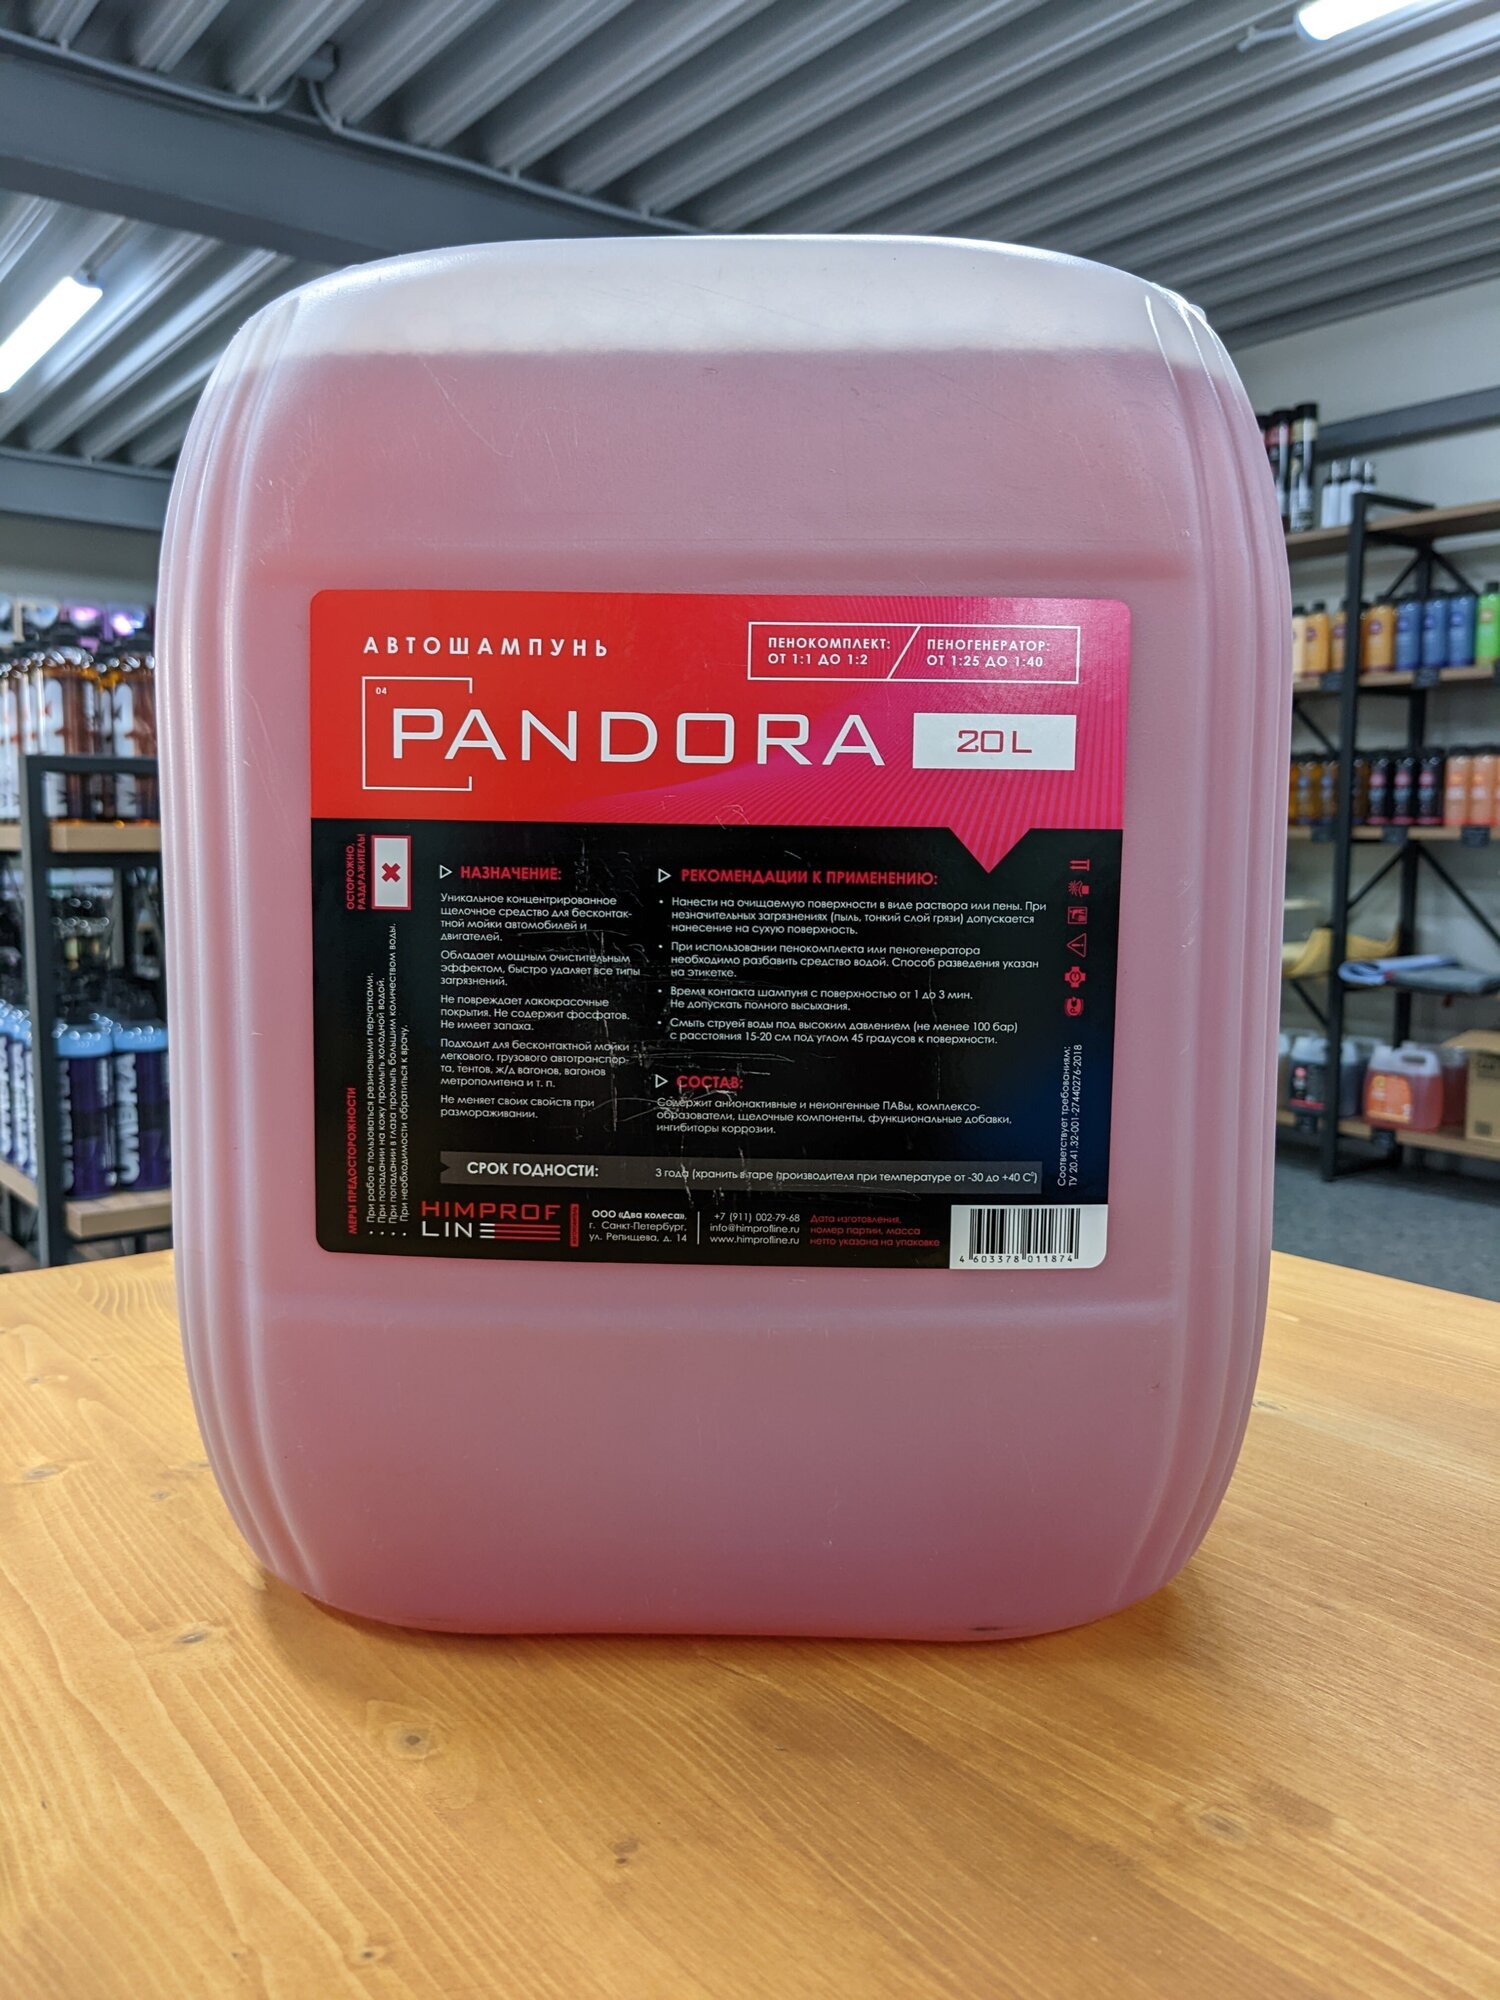 АВТОШАМПУНЬ
ПЕНОКОМПЛЕКТ:
ОТ 1:1 ДО 1:2
ПЕНОГЕНЕРАТОР:
ОТ 1:25 ДО 1:40
04
PANDORA
20 L
ОСТОРОЖНО,
РАЗДРАЖИТЕЛЬ!
МЕРЫ ПРЕДОСТОРОЖНОСТИ
• При работе пользоваться резиновыми перчатками.
• При попадании на кожу промыть холодной водой.
• При попадании в глаза промыть большим количеством воды.
• При необходимости обратиться к врачу.
НАЗНАЧЕНИЕ:
Уникальное концентрированное
щелочное средство для бесконтак-
тной мойки автомобилей и
двигателей.
Обладает мощным очистительным
эффектом, быстро удаляет все типы
загрязнений.
Не повреждает лакокрасочные
покрытия. Не содержит фосфатов.
Не имеет запаха.
Подходит для бесконтактной мойки
легкового, грузового автотранспор-
та, тентов, ж/д вагонов, вагонов
метрополитена и т. п.
Не меняет своих свойств при
размораживании.
РЕКОМЕНДАЦИИ К ПРИМЕНЕНИЮ:
• Нанести на очищаемую поверхности в виде раствора или пены. При
незначительных загрязнениях (пыль, тонкий слой грязи) допускается
нанесение на сухую поверхность.
• При использовании пенокомплекта или пеногенератора
необходимо разбавить средство водой. Способ разведения указан
на этикетке.
• Время контакта шампуня с поверхностью от 1 до 3 мин.
Не допускать полного высыхания.
• Смыть струей воды под высоким давлением (не менее 100 бар)
с расстояния 15-20 см под углом 45 градусов к поверхности.
СОСТАВ:
Содержит анионактивные и неионгенные ПАВы, комплексо-
образователи, щелочные компоненты, функциональные добавки,
ингибиторы коррозии.
Соответствует требованиям:
ТУ 20.41.32-001-27440276-2018
СРОК ГОДНОСТИ:
3 года (хранить в таре производителя при температуре от -30 до +40 С°)
HIMPROF
LINE
ООО «Два колеса».
г. Санкт-Петербург,
ул. Репищева, д. 14
+7 (911) 002-79-68
info@himprofline.ru
www.himprofline.ru
Дата изготовления,
номер партии, масса
нетто указана на упаковке
4 603378 011874